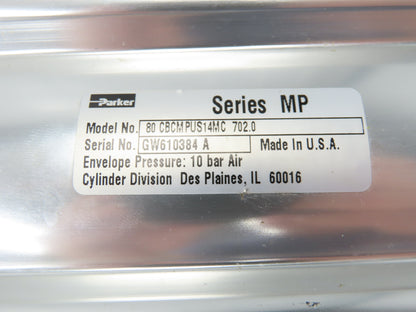 Parker
Series MP
Model No. 80 CBCMPUS14MC 702.0
Serial No. GW610384 A Made in U.S.A.
Envelope Pressure: 10 bar Air
Cylinder Division Des Plaines, IL 60016